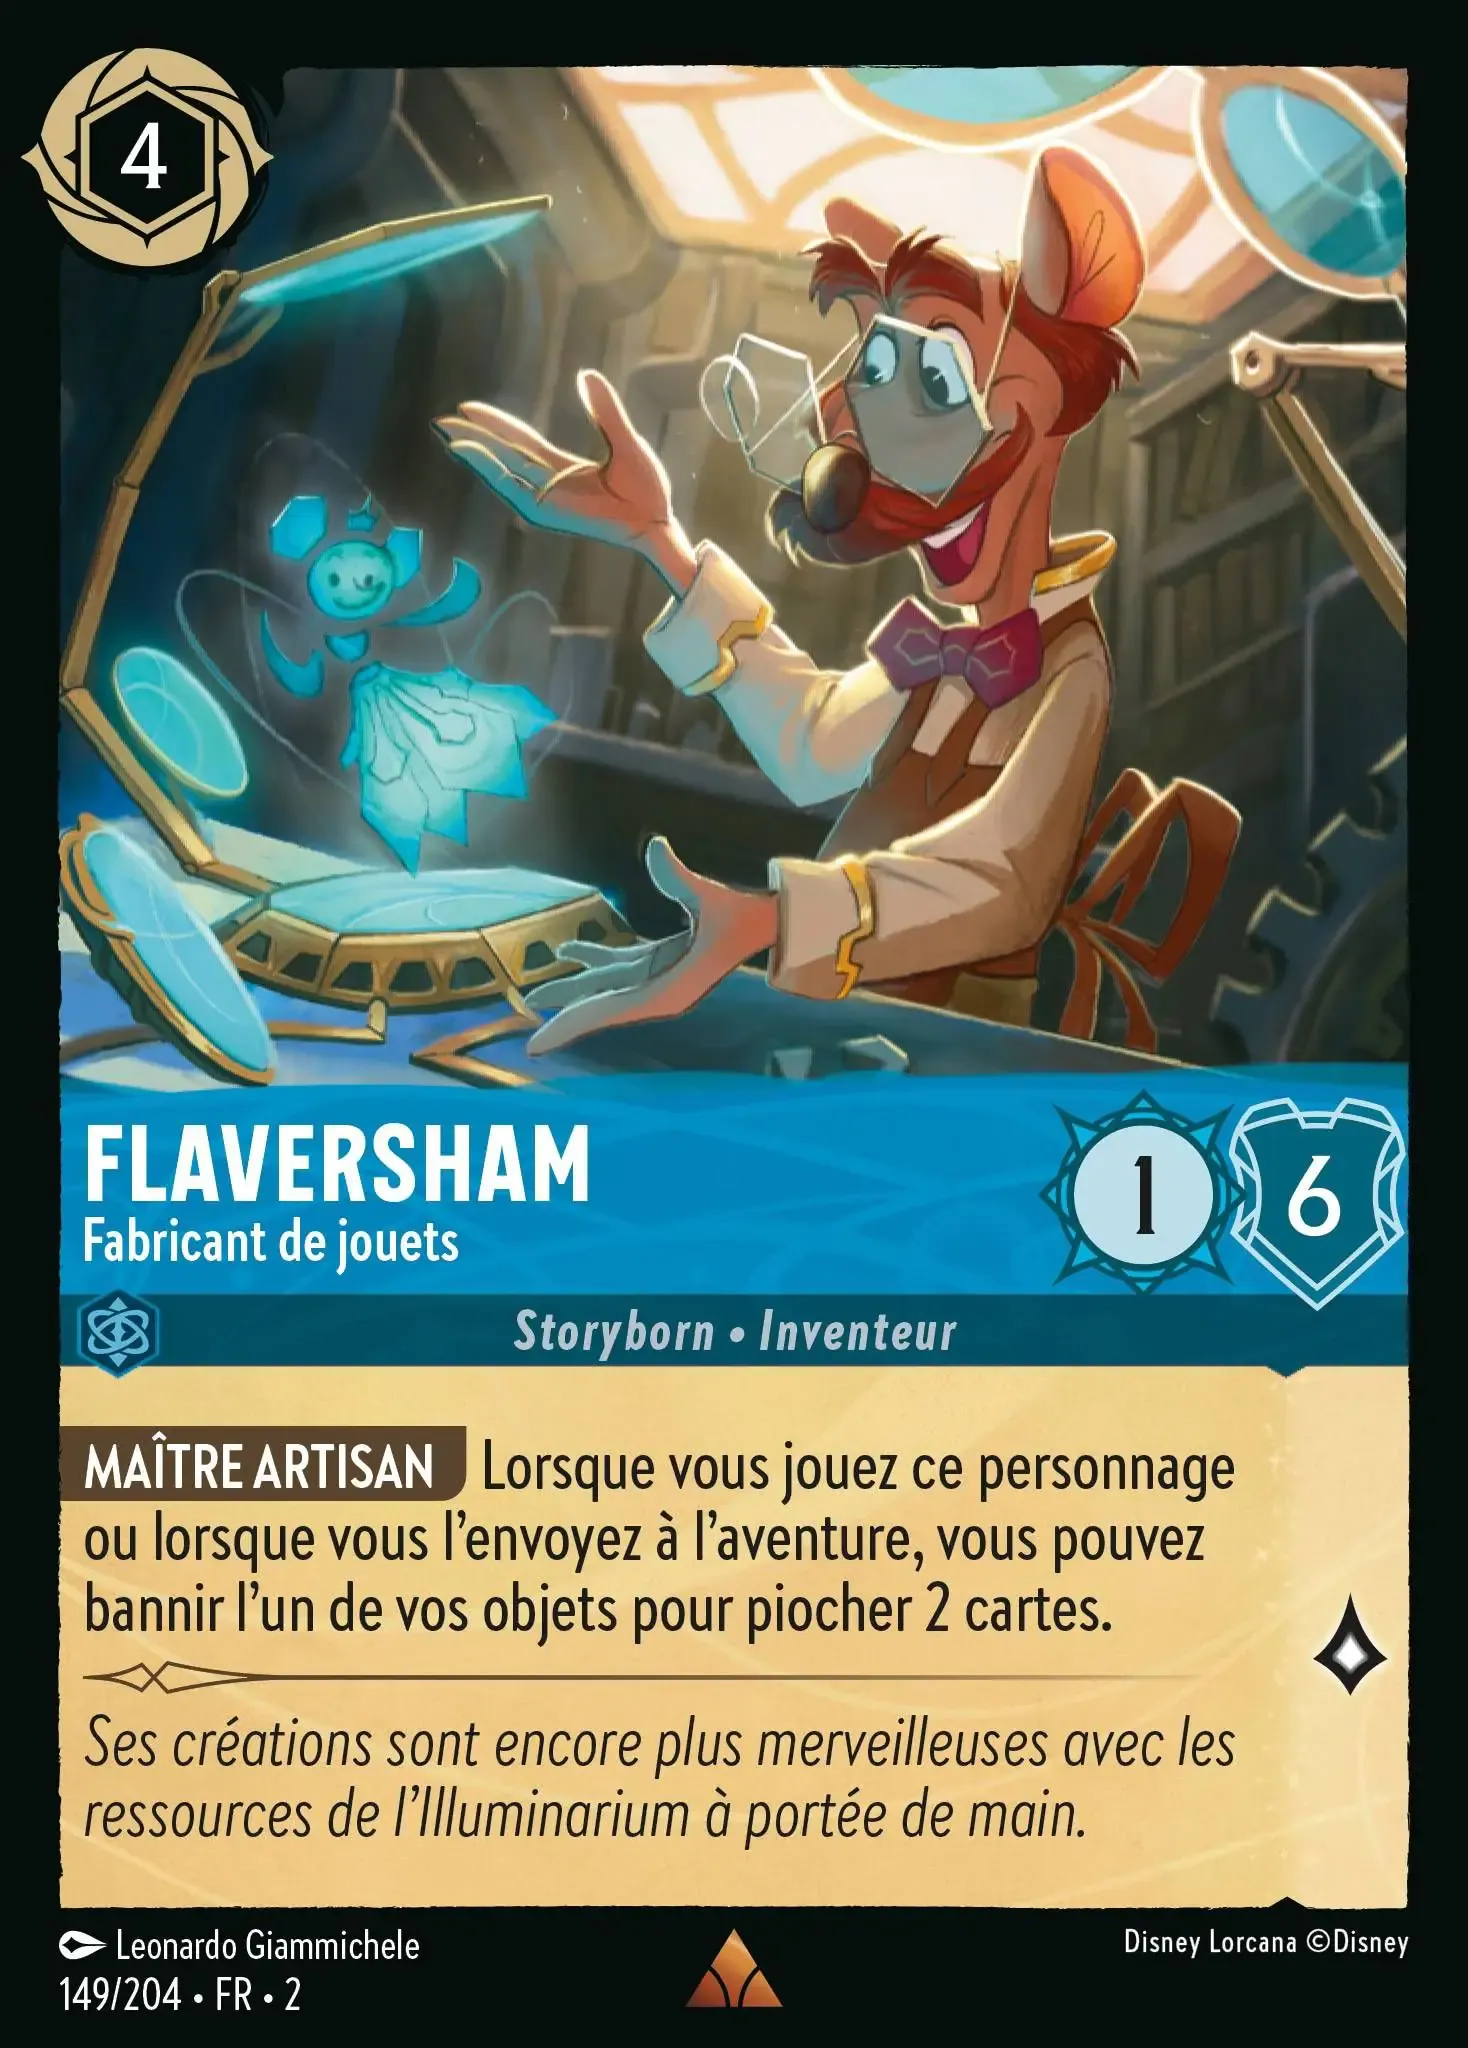 4
FLAVERSHAM
Fabricant de jouets
1
6
Storyborn • Inventeur
MAÎTRE ARTISAN Lorsque vous jouez ce personnage
ou lorsque vous l'envoyez à l'aventure, vous pouvez
bannir l'un de vos objets pour piocher 2 cartes.
Ses créations sont encore plus merveilleuses avec les
ressources de l'Illuminarium à portée de main.
Leonardo Giammichele
Disney Lorcana ©Disney
149/204 • FR • 2